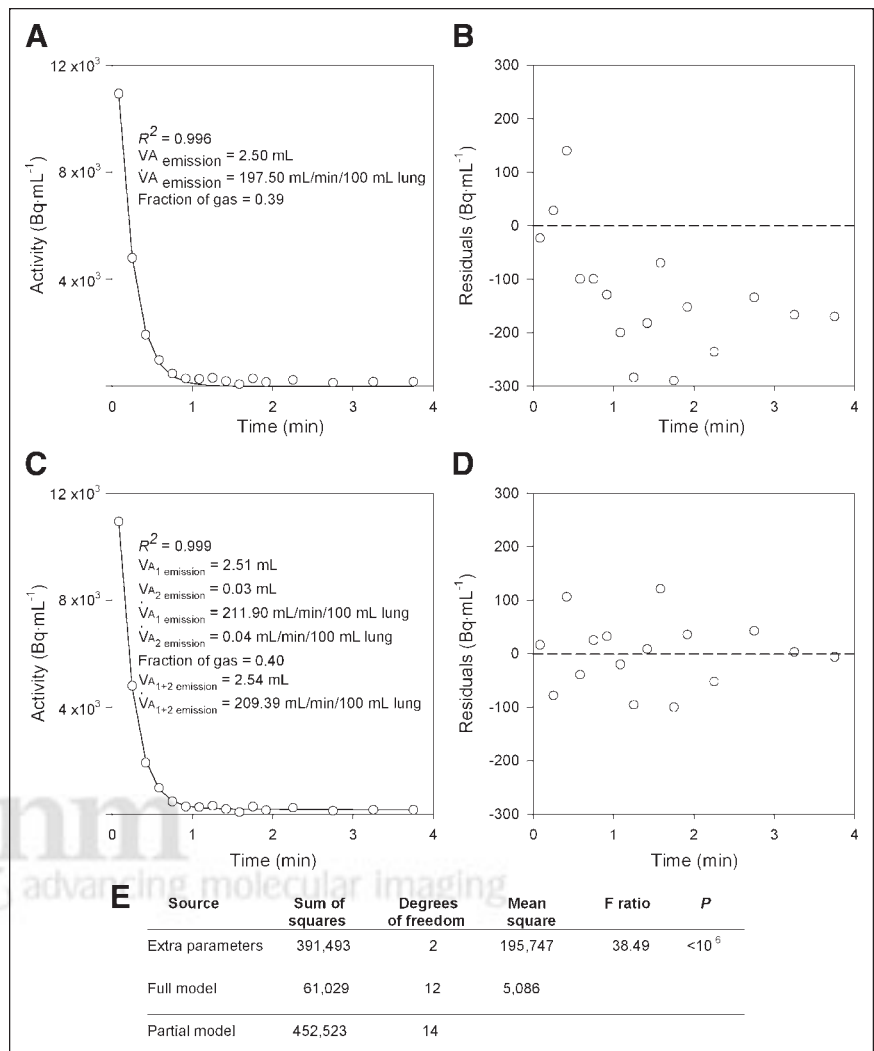 A
12 x10³
8 x10³
4 x10³
Activity (Bq·mL⁻¹)
R² = 0.996
VA emission = 2.50 mL
V̇A emission = 197.50 mL/min/100 mL lung
Fraction of gas = 0.39
0 1 2 3 4
Time (min)
B
300
200
100
0
-100
-200
-300
Residuals (Bq·mL⁻¹)
0 1 2 3 4
Time (min)
C
12 x10³
8 x10³
4 x10³
Activity (Bq·mL⁻¹)
R² = 0.999
VA₁ emission = 2.51 mL
VA₂ emission = 0.03 mL
V̇A₁ emission = 211.90 mL/min/100 mL lung
V̇A₂ emission = 0.04 mL/min/100 mL lung
Fraction of gas = 0.40
VA₁₊₂ emission = 2.54 mL
V̇A₁₊₂ emission = 209.39 mL/min/100 mL lung
0 1 2 3 4
Time (min)
D
300
200
100
0
-100
-200
-300
Residuals (Bq·mL⁻¹)
0 1 2 3 4
Time (min)
nm
advancing molecular imaging
E
Source Sum of squares Degrees of freedom Mean square F ratio P
Extra parameters 391,493 2 195,747 38.49 <10⁶
Full model 61,029 12 5,086
Partial model 452,523 14